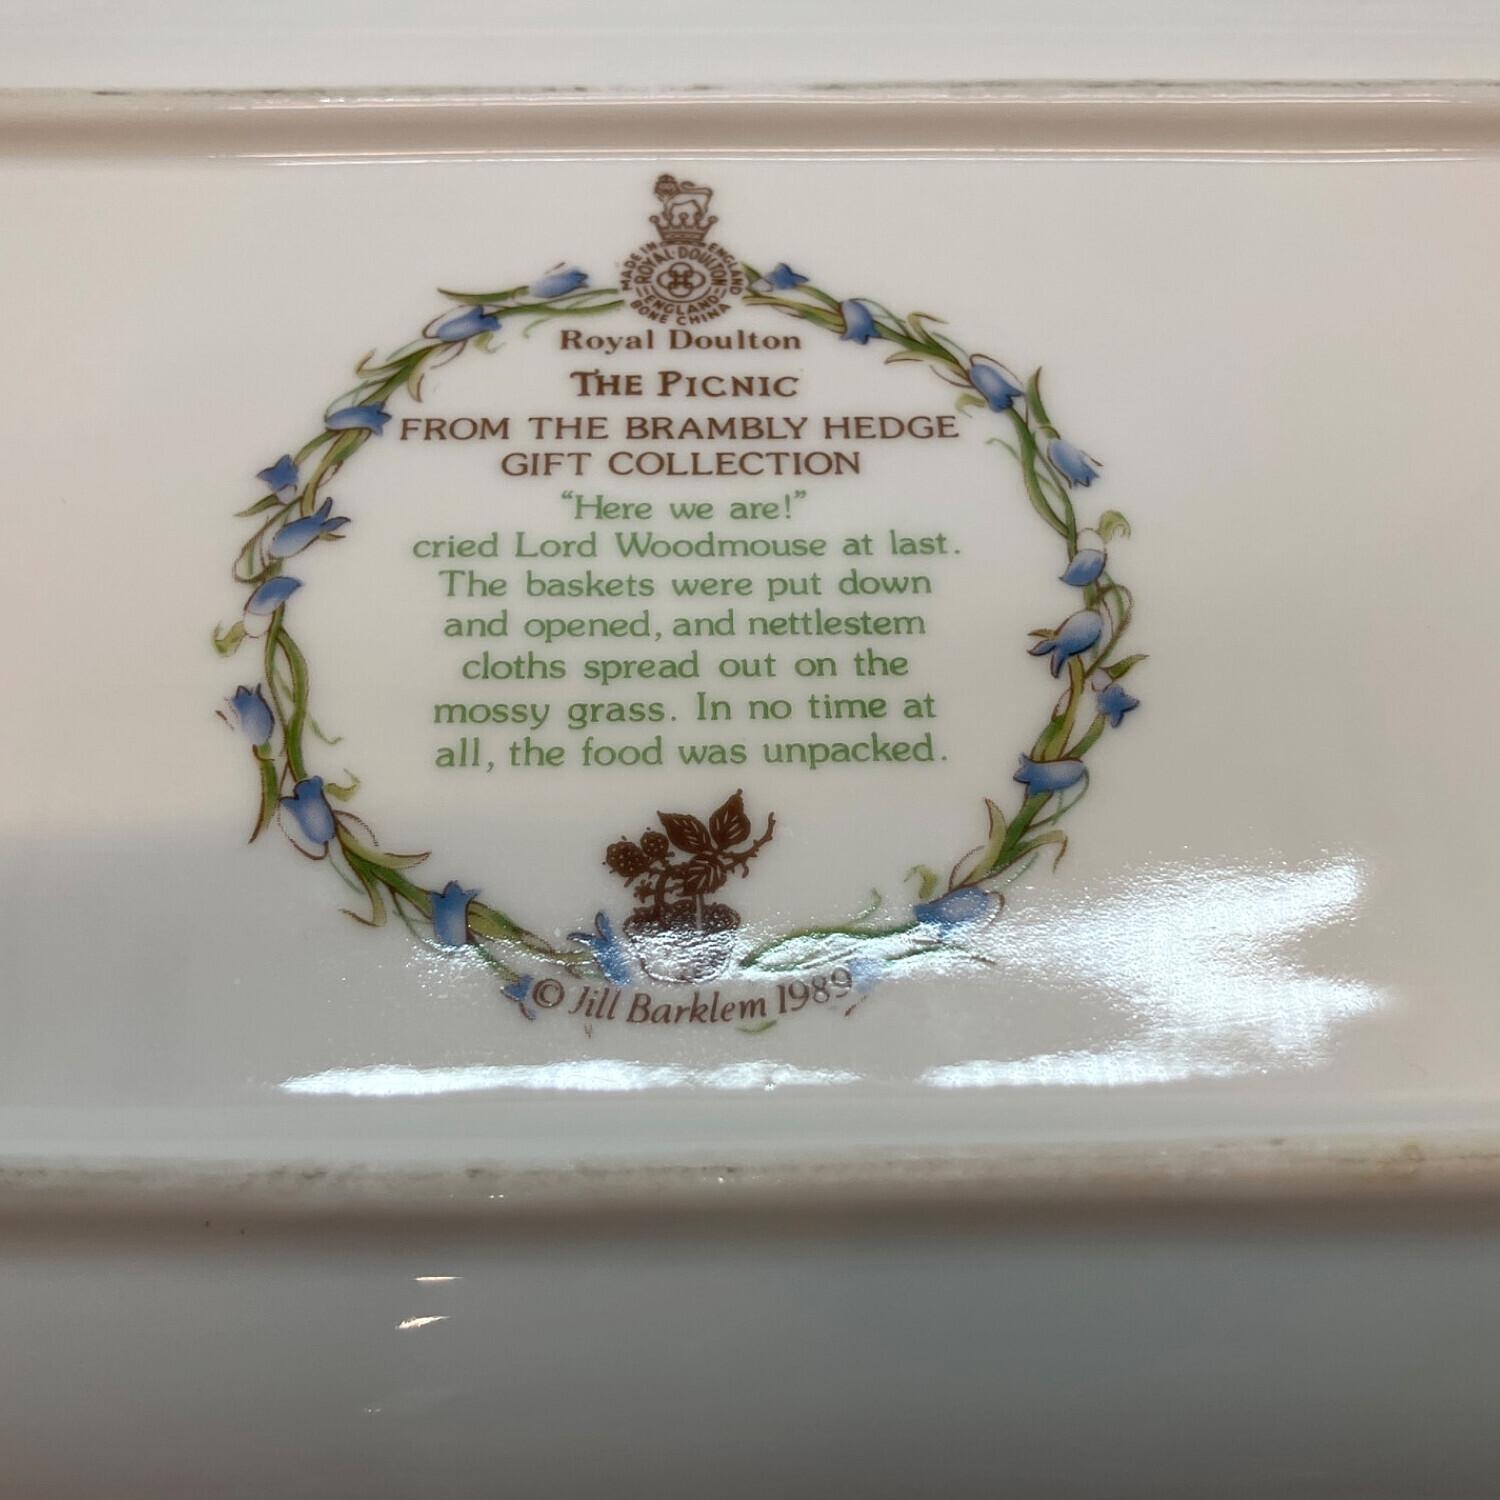 MADE IN ENGLAND
ROYAL·DOULTON
ENGLAND
BONE CHINA
Royal Doulton
THE PICNIC
FROM THE BRAMBLY HEDGE
GIFT COLLECTION
“Here we are!”
cried Lord Woodmouse at last.
The baskets were put down
and opened, and nettlestem
cloths spread out on the
mossy grass. In no time at
all, the food was unpacked.
© Jill Barklem 1989